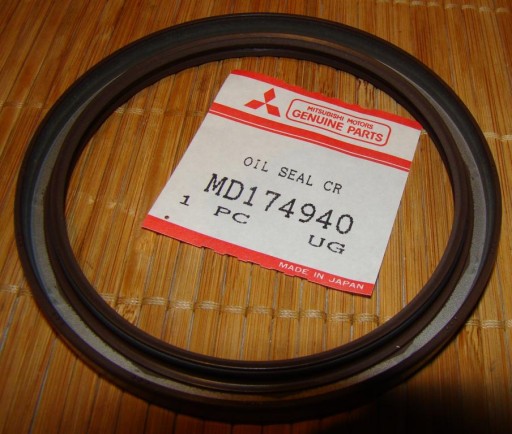 MITSUBISHI MOTORS
GENUINE PARTS
OIL SEAL CR
MD174940
1 PC UG
MADE IN JAPAN